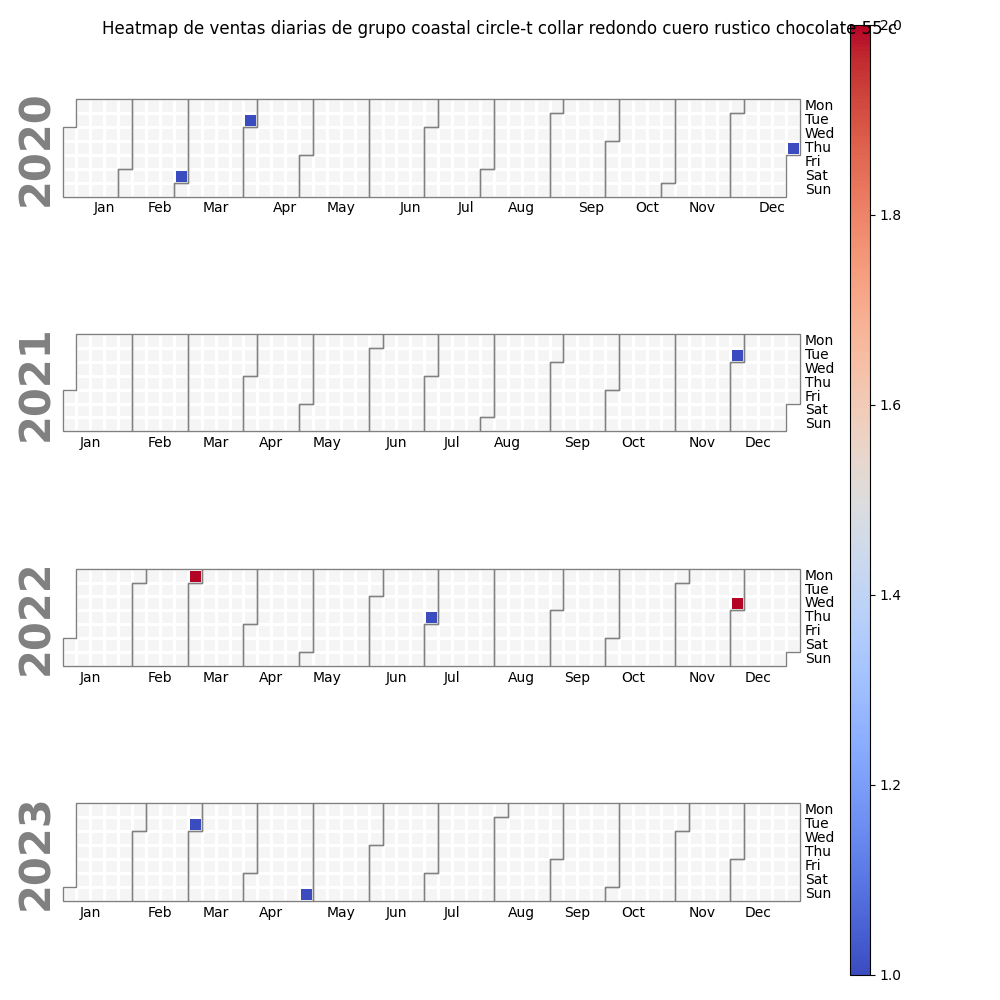 Heatmap de ventas diarias de grupo coastal circle-t collar redondo cuero rustico chocolate 55 c
2020
Mon
Tue
Wed
Thu
Fri
Sat
Sun
Jan Feb Mar Apr May Jun Jul Aug Sep Oct Nov Dec
2021
Mon
Tue
Wed
Thu
Fri
Sat
Sun
Jan Feb Mar Apr May Jun Jul Aug Sep Oct Nov Dec
2022
Mon
Tue
Wed
Thu
Fri
Sat
Sun
Jan Feb Mar Apr May Jun Jul Aug Sep Oct Nov Dec
2023
Mon
Tue
Wed
Thu
Fri
Sat
Sun
Jan Feb Mar Apr May Jun Jul Aug Sep Oct Nov Dec
2.0
1.8
1.6
1.4
1.2
1.0